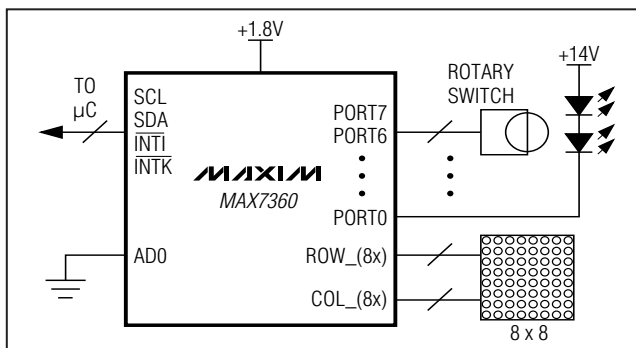 +1.8V
+14V
TO
µC
SCL
SDA
INTI
INTK
AD0
MAXIM
MAX7360
PORT7
PORT6
PORT0
ROW_(8x)
COL_(8x)
ROTARY
SWITCH
8 x 8